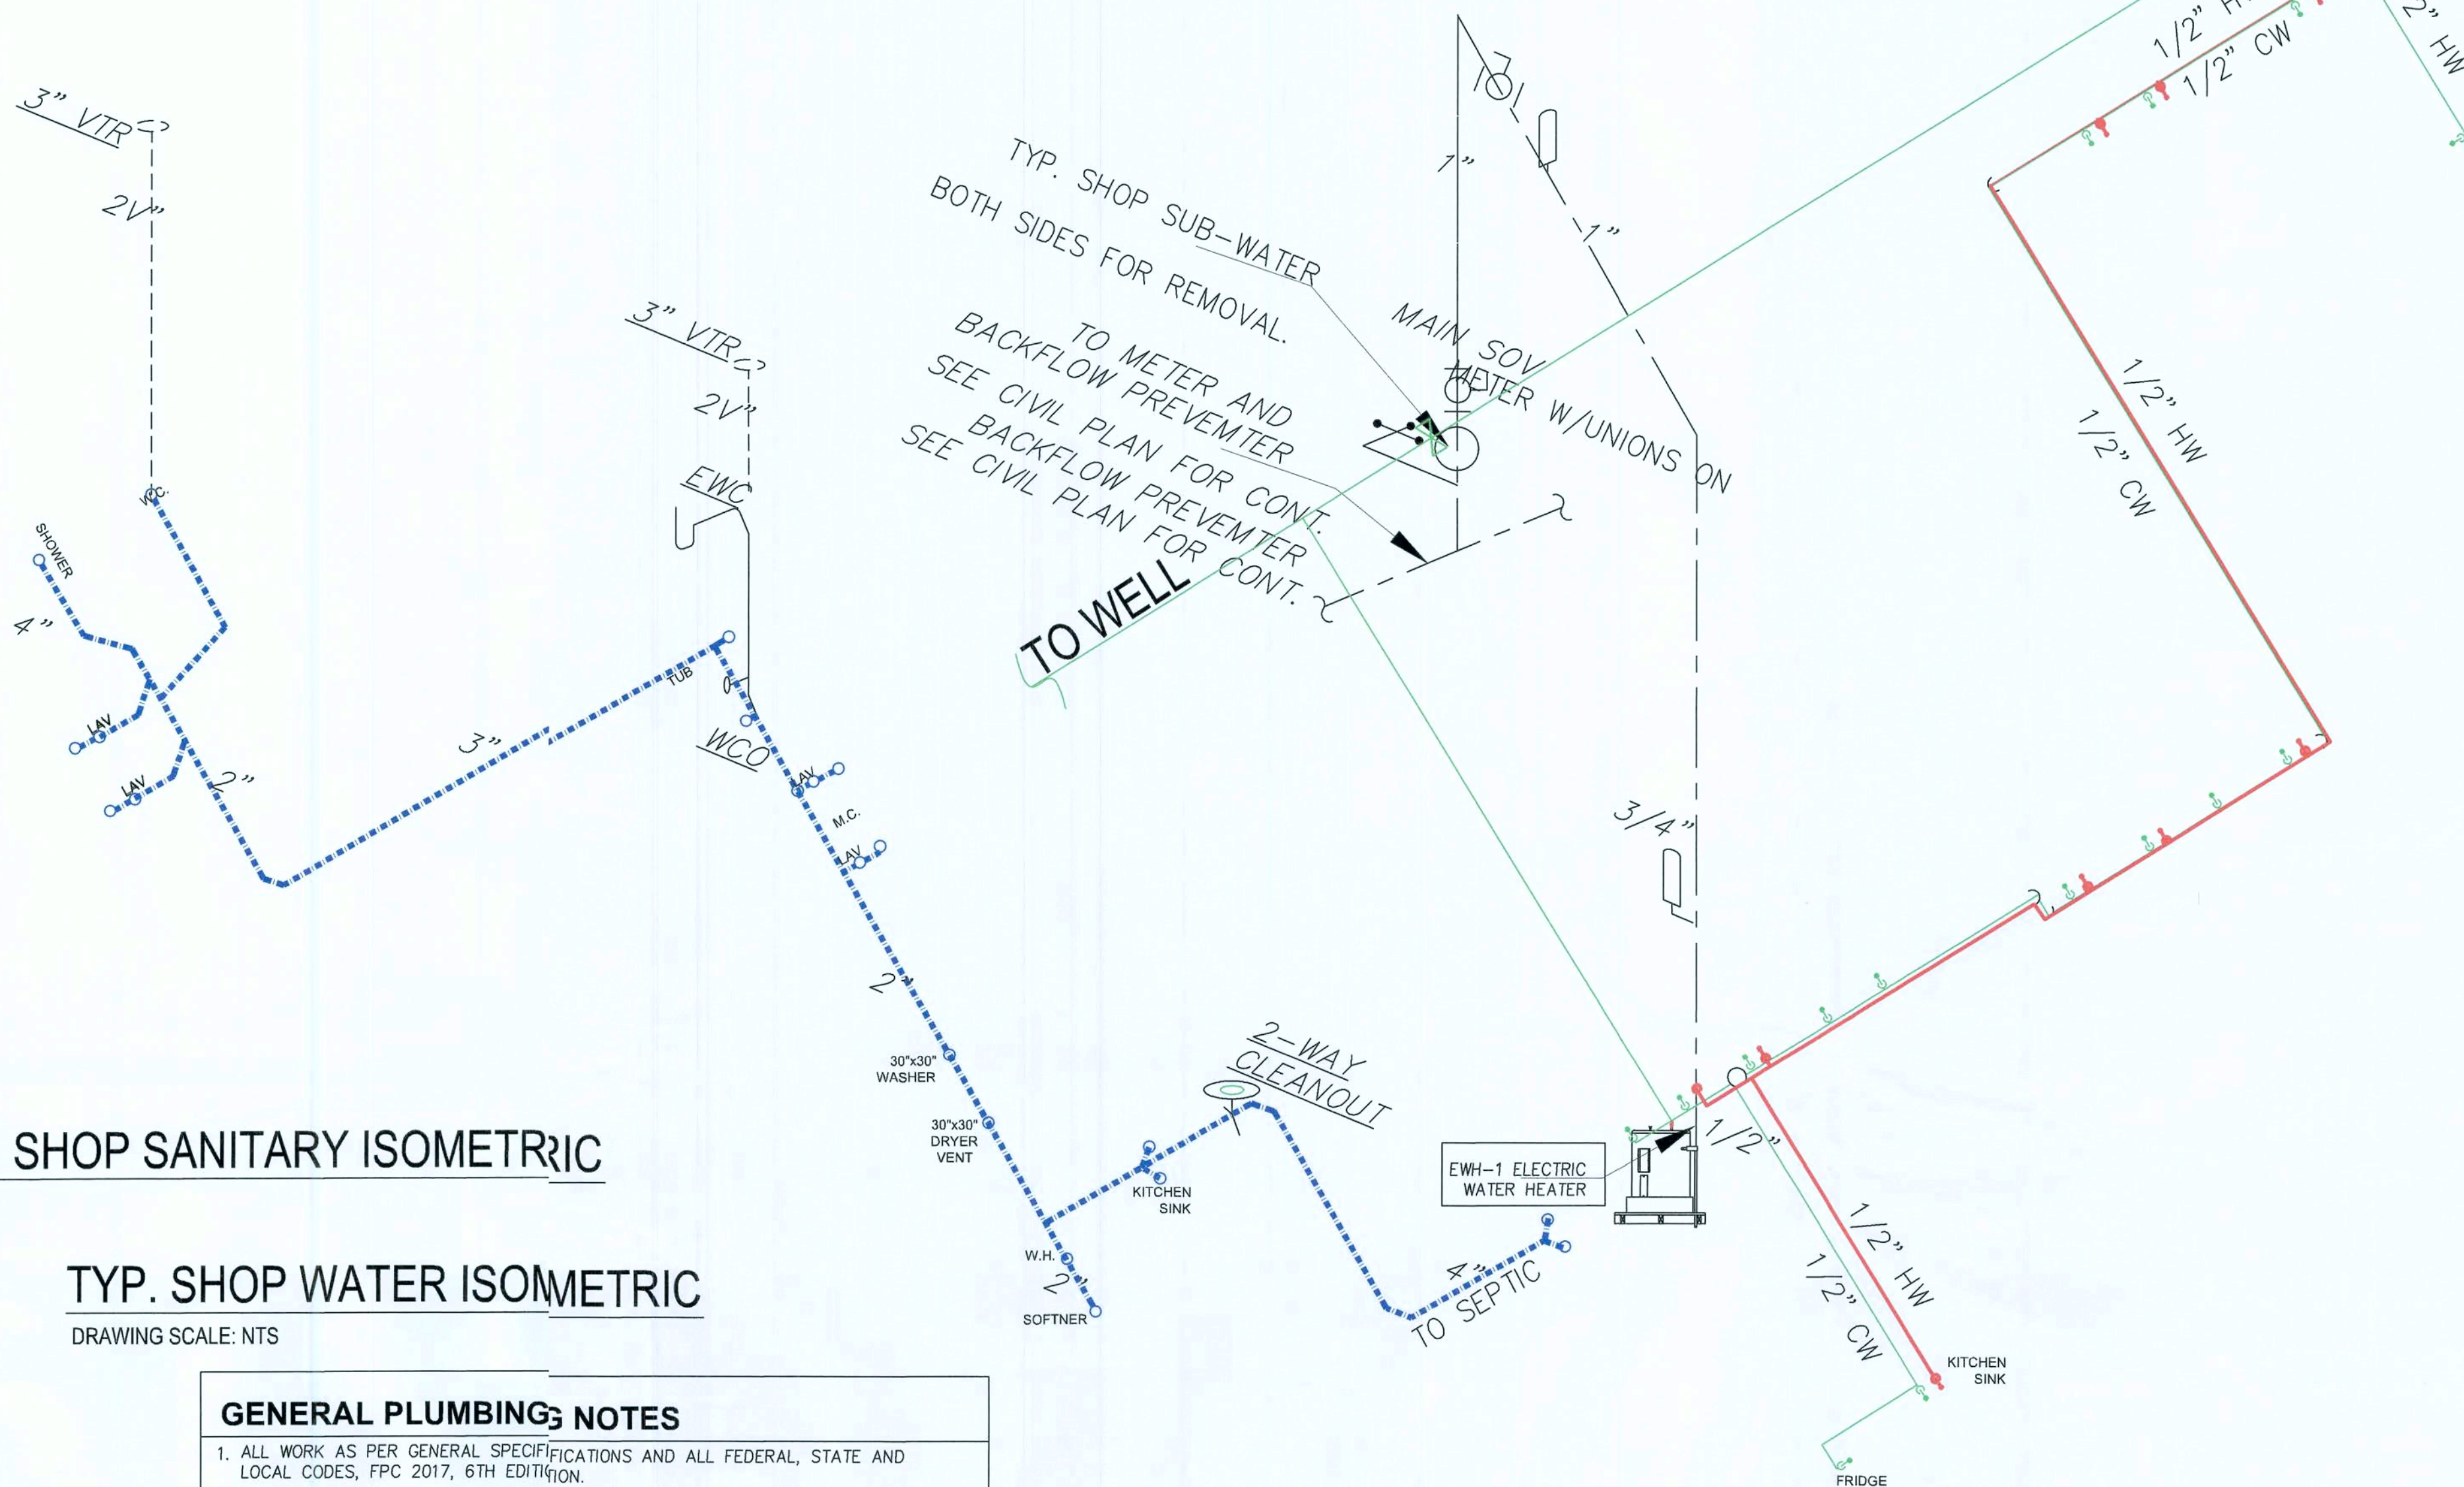 3" VTR
2V"
W.C.
SHOWER
4"
LAV
LAV
2"
3"
3" VTR
2V"
EWC
TUB
WCO
LAV
M.C.
LAV
2"
30"x30"
WASHER
30"x30"
DRYER
VENT
W.H.
2"
SOFTNER
KITCHEN
SINK
2-WAY
CLEANOUT
4"
TO SEPTIC
TYP. SHOP SUB-WATER
BOTH SIDES FOR REMOVAL.
TO METER AND
BACKFLOW PREVEMTER
SEE CIVIL PLAN FOR CONT.
BACKFLOW PREVEMTER
SEE CIVIL PLAN FOR CONT.
TO WELL
1"
1"
MAIN SOV
METER W/UNIONS ON
3/4"
EWH-1 ELECTRIC
WATER HEATER
1/2"
1/2" CW
HW
1/2" HW
1/2" CW
1/2" HW
1/2" CW
KITCHEN
SINK
FRIDGE
SHOP SANITARY ISOMETRIC
TYP. SHOP WATER ISOMETRIC
DRAWING SCALE: NTS
GENERAL PLUMBING NOTES
1. ALL WORK AS PER GENERAL SPECIFICATIONS AND ALL FEDERAL, STATE AND
LOCAL CODES, FPC 2017, 6TH EDITION.